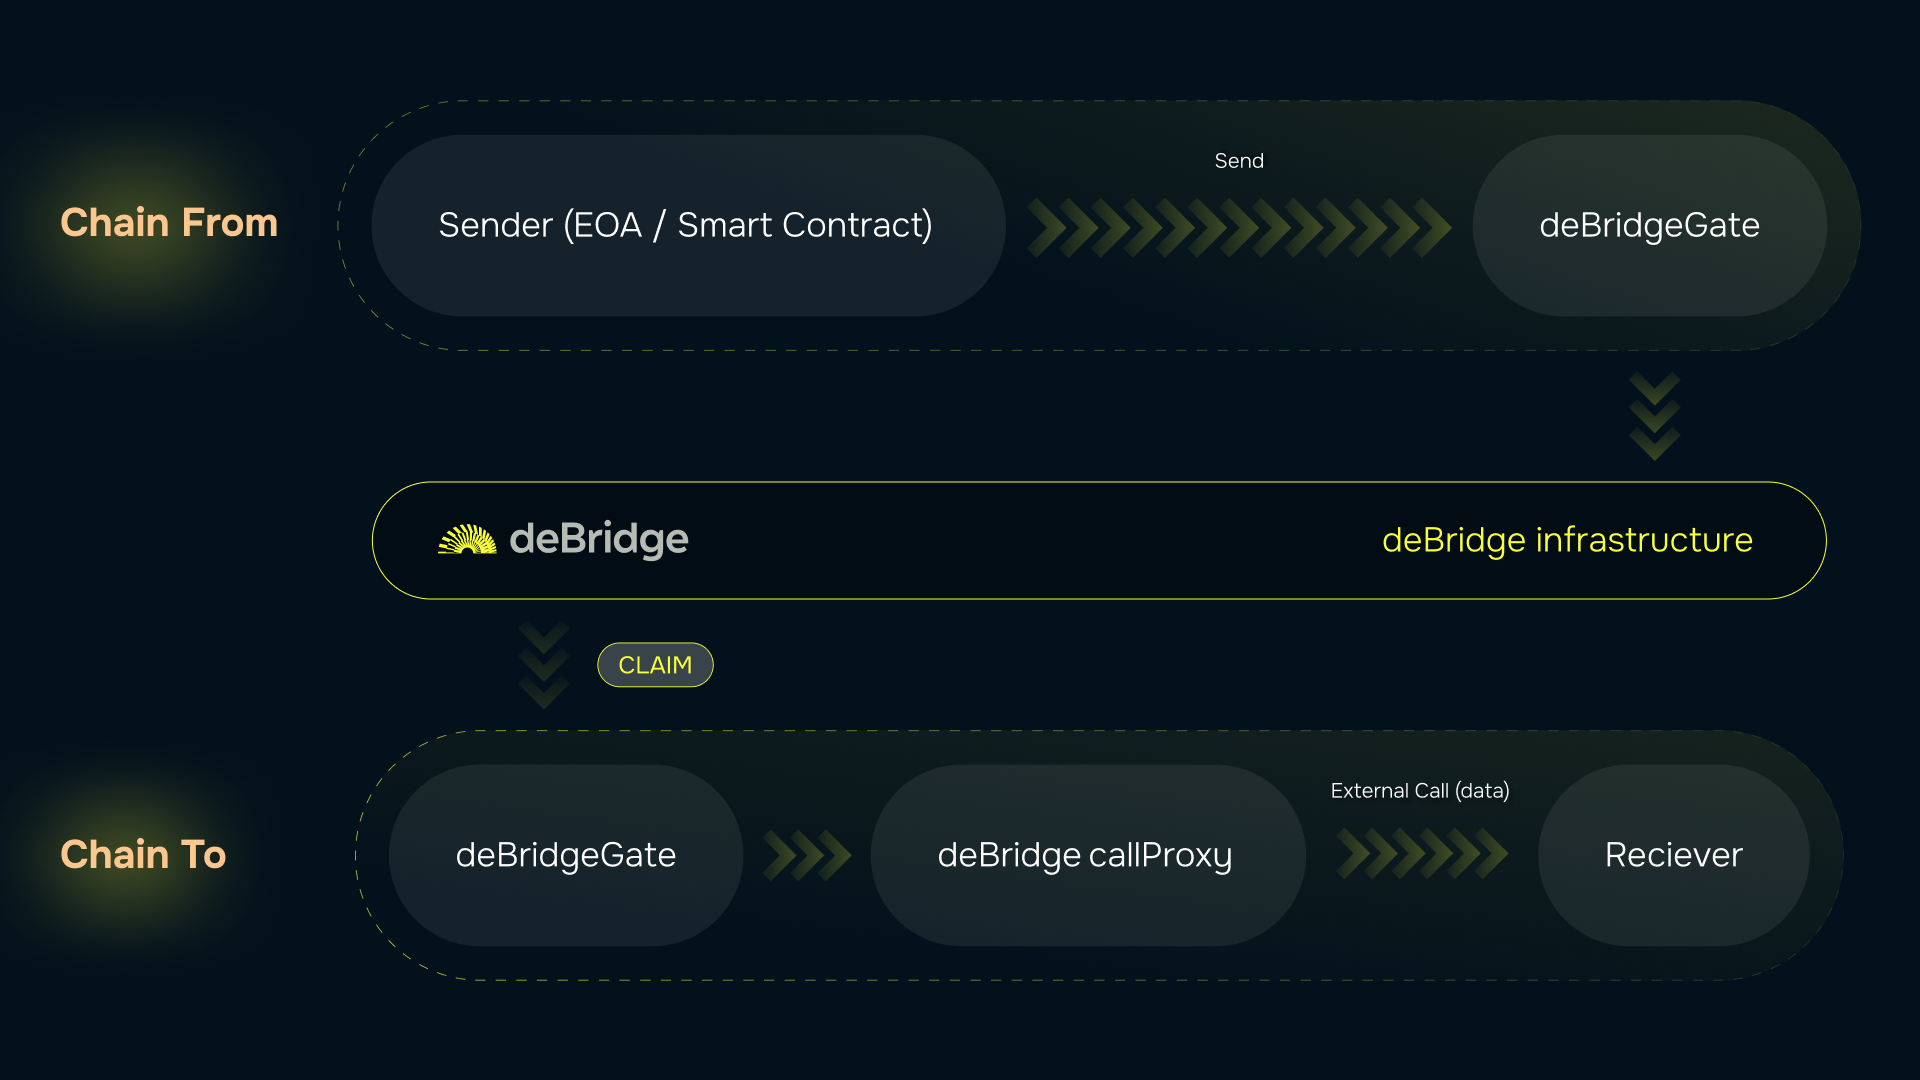 Chain From
Sender (EOA / Smart Contract)
Send
deBridgeGate
deBridge
deBridge infrastructure
CLAIM
Chain To
deBridgeGate
deBridge callProxy
External Call (data)
Reciever